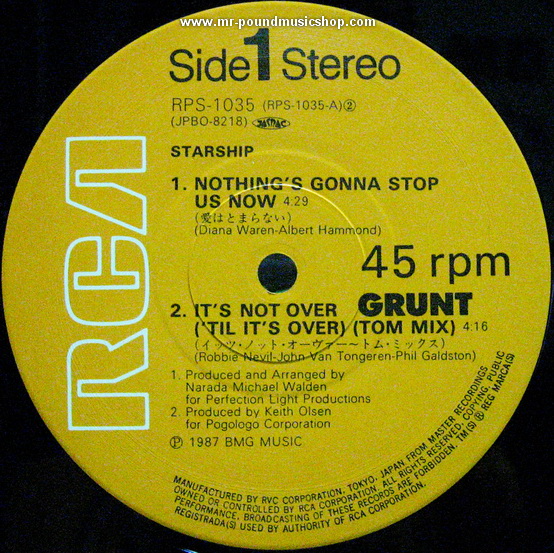 www.mr-poundmusicshop.com
Side 1 Stereo
RPS-1035 (RPS-1035-A)②
(JPBO-8218) JASRAC
STARSHIP
1. NOTHING'S GONNA STOP
US NOW 4:29
(愛はとまらない)
(Diana Waren-Albert Hammond)
45 rpm
GRUNT
2. IT'S NOT OVER
('TIL IT'S OVER) (TOM MIX) 4:16
(イッツ・ノット・オーヴァー〜トム・ミックス)
(Robbie Nevil-John Van Tongeren-Phil Galdston)
1. Produced and Arranged by
Narada Michael Walden
for Perfection Light Productions
2. Produced by Keith Olsen
for Pogologo Corporation
Ⓟ 1987 BMG MUSIC
RCA
MANUFACTURED BY RVC CORPORATION, TOKYO, JAPAN FROM MASTER RECORDINGS
OWNED OR CONTROLLED BY RCA CORPORATION. ALL RIGHTS RESERVED. COPYING, PUBLIC
PERFORMANCE, BROADCASTING OF THESE RECORDS ARE FORBIDDEN. TM(S) ® REG MARCA(S)
REGISTRADA(S) USED BY AUTHORITY OF RCA CORPORATION.